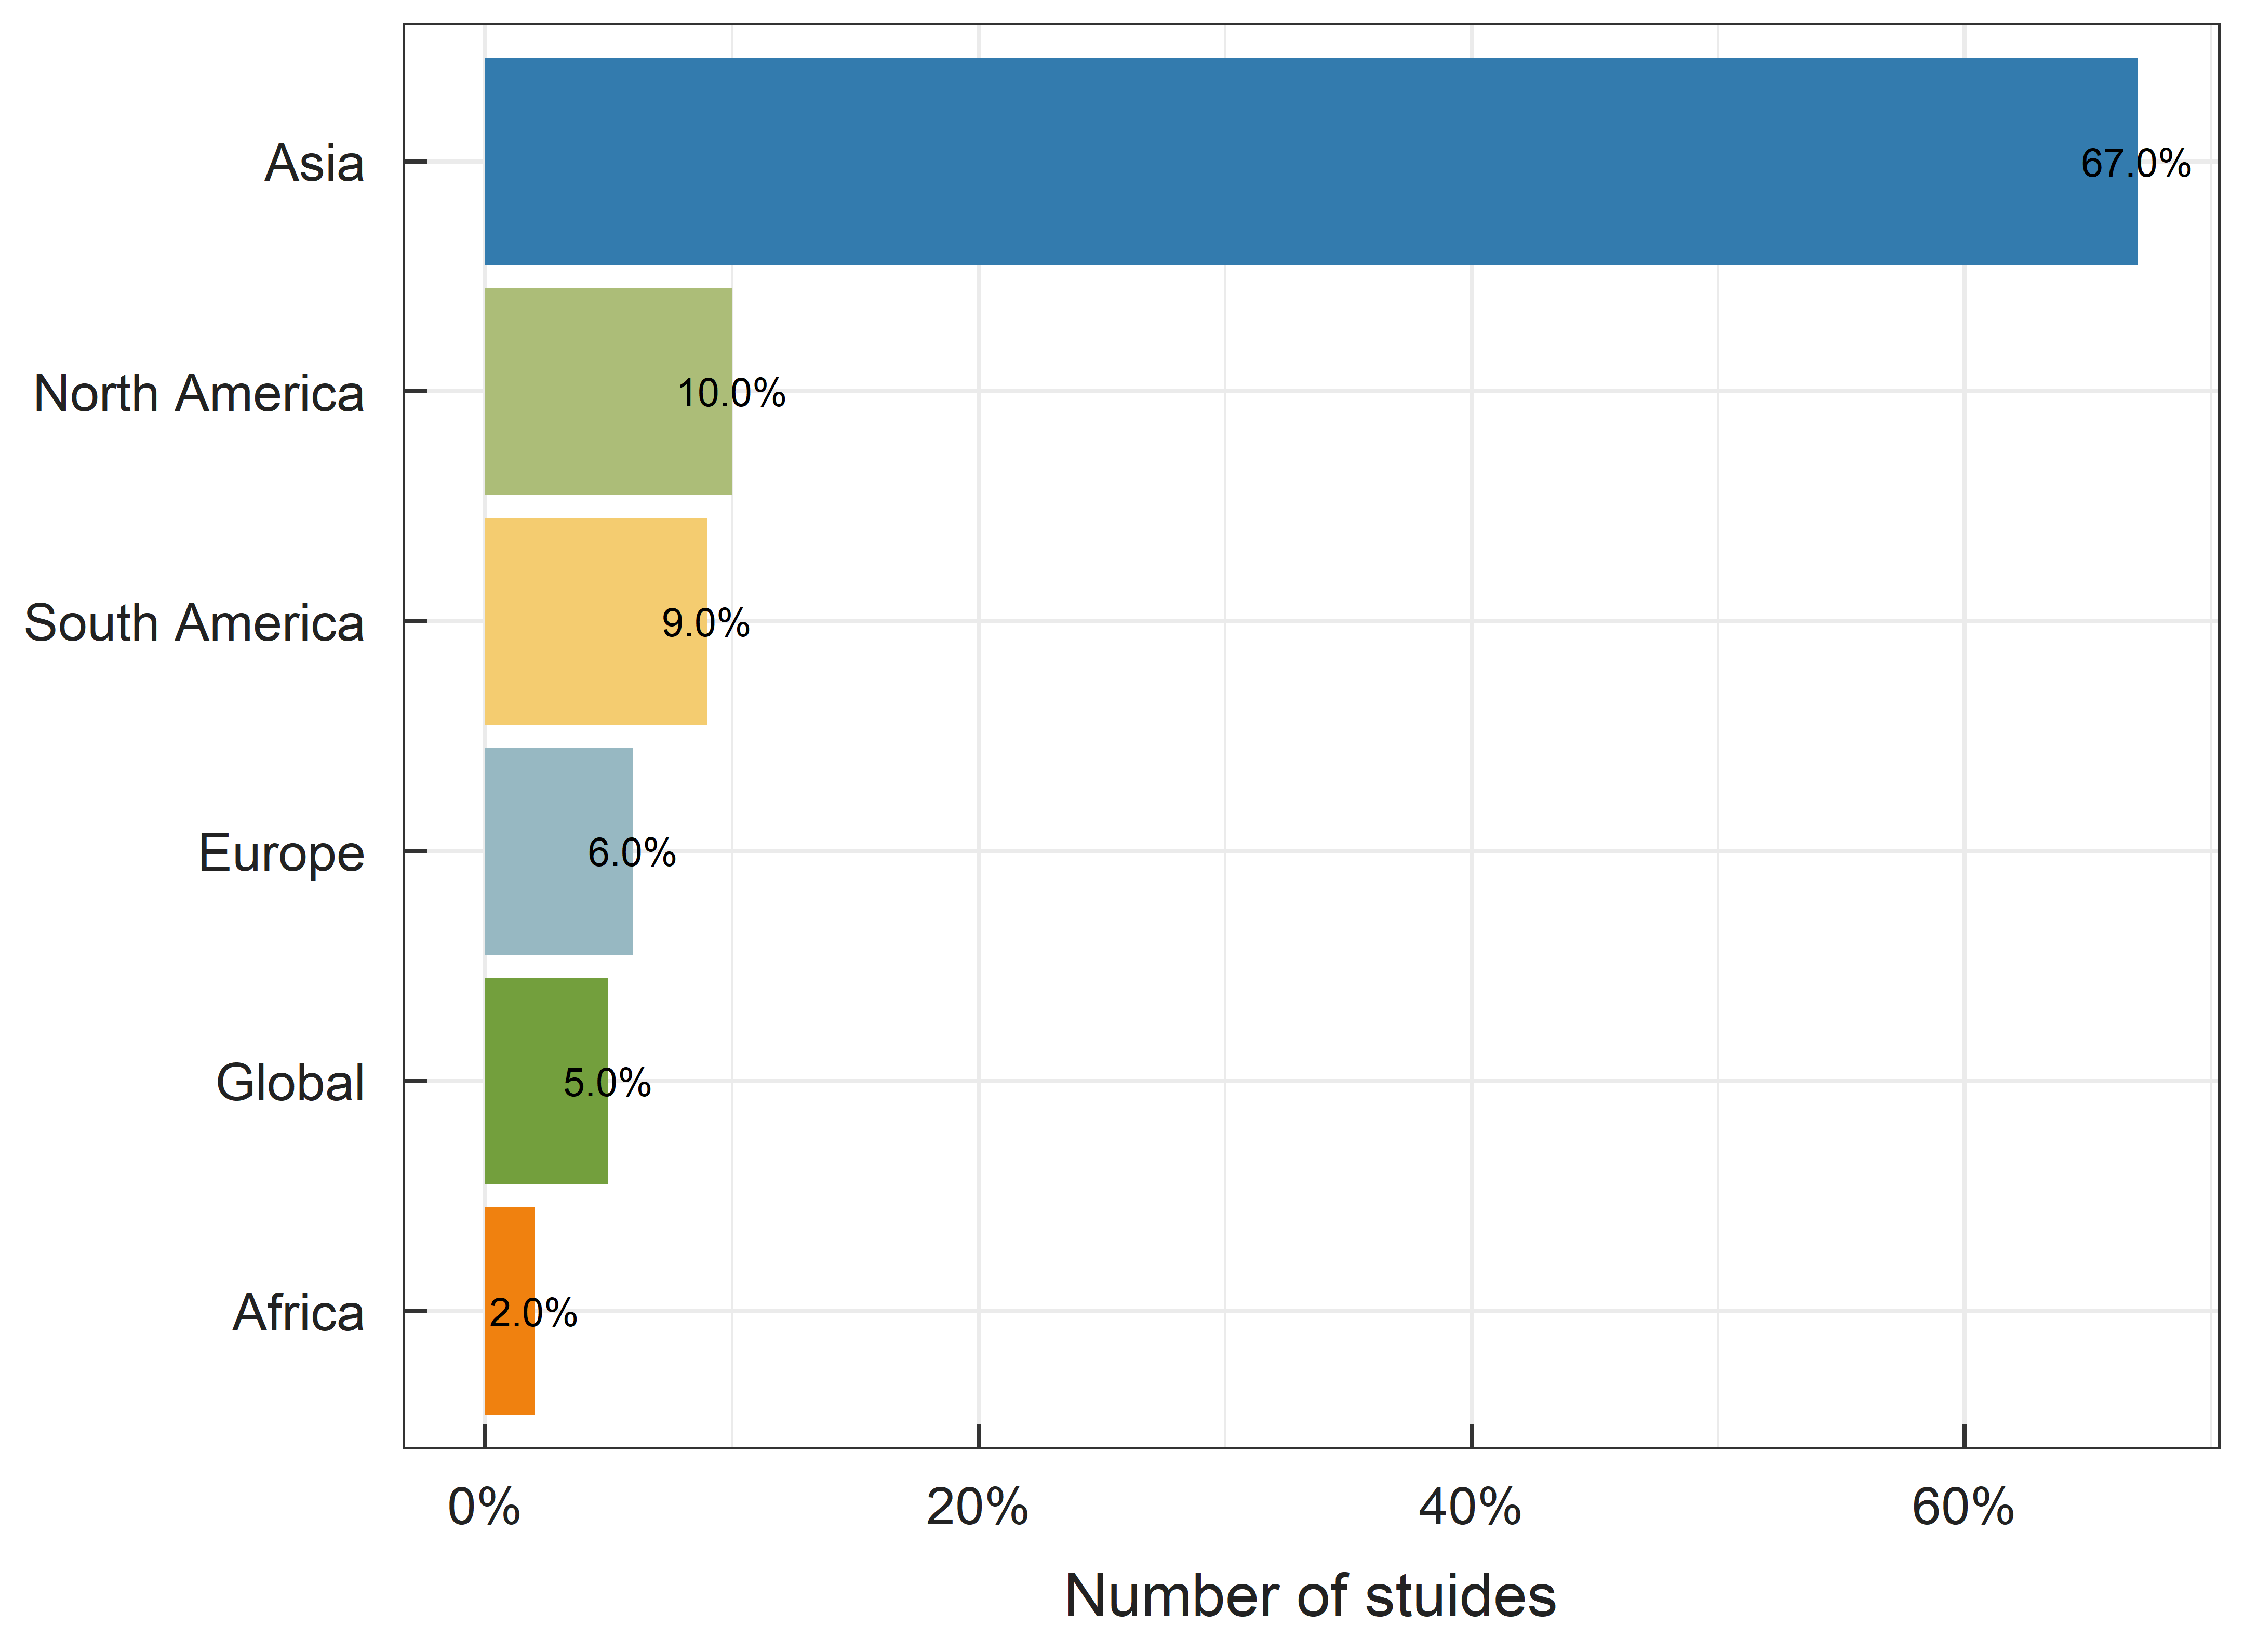 Asia
67.0%
North America
10.0%
South America
9.0%
Europe
6.0%
Global
5.0%
Africa
2.0%
0%
20%
40%
60%
Number of stuides